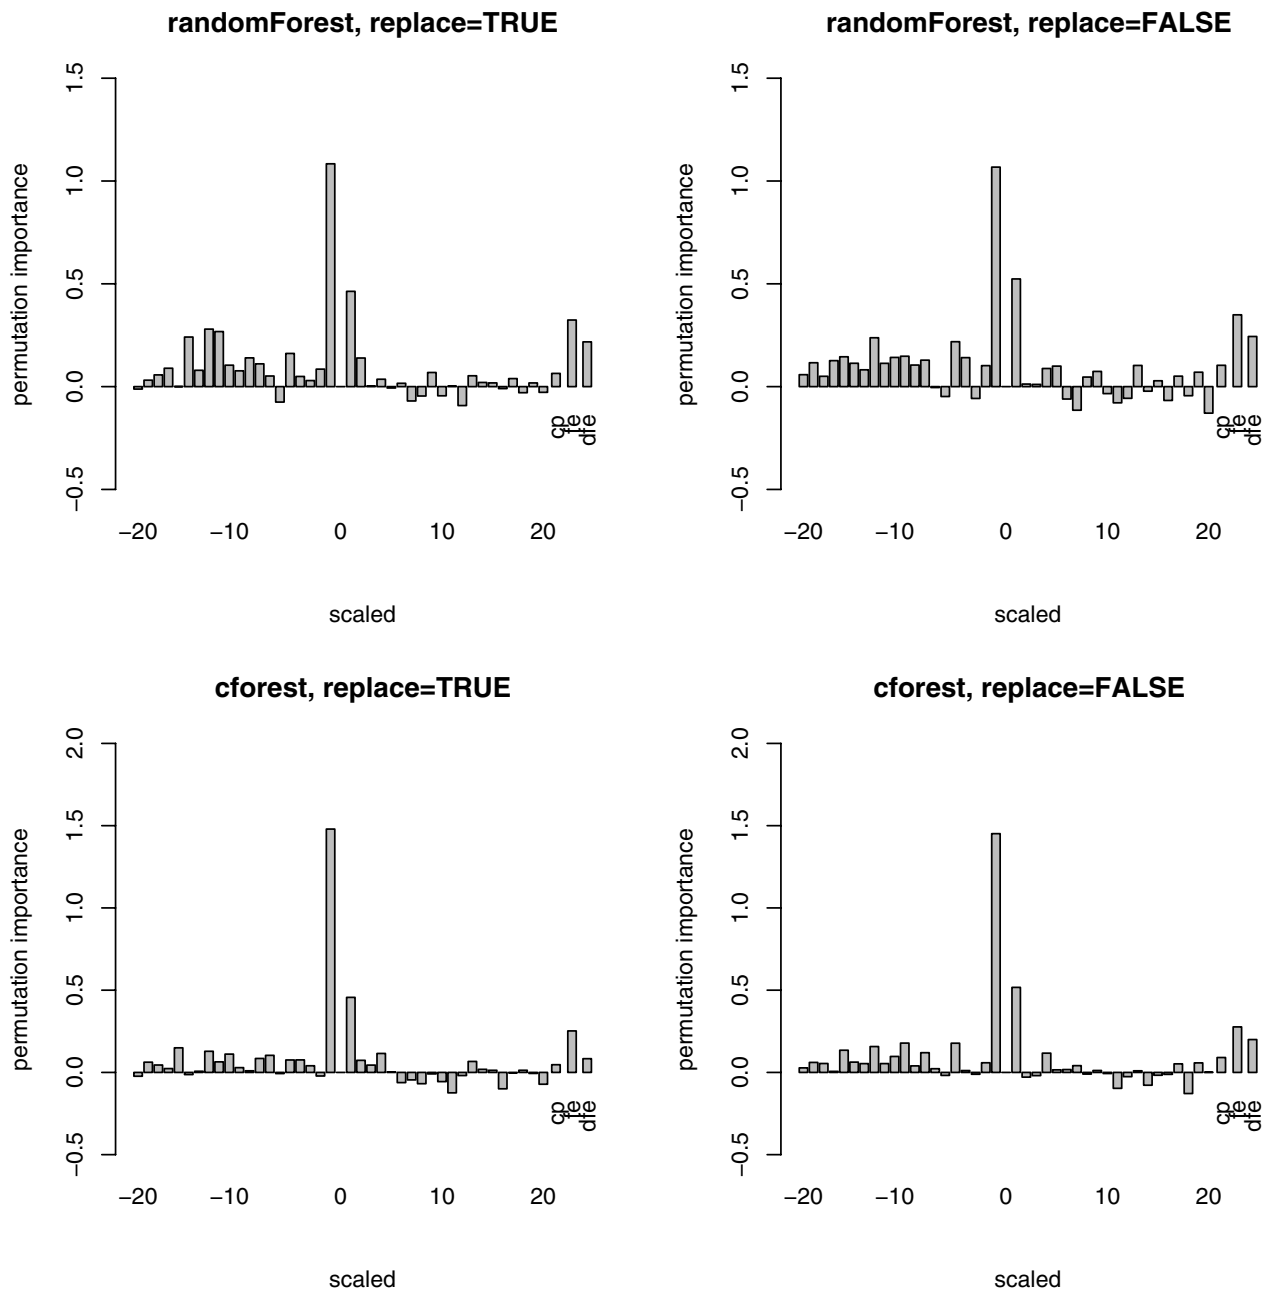 randomForest, replace=TRUE
permutation importance
1.5
1.0
0.5
0.0
−0.5
cp
fe
dfe
−20 −10 0 10 20
scaled
randomForest, replace=FALSE
permutation importance
1.5
1.0
0.5
0.0
−0.5
cp
fe
dfe
−20 −10 0 10 20
scaled
cforest, replace=TRUE
permutation importance
2.0
1.5
1.0
0.5
0.0
−0.5
cp
fe
dfe
−20 −10 0 10 20
scaled
cforest, replace=FALSE
permutation importance
2.0
1.5
1.0
0.5
0.0
−0.5
cp
fe
dfe
−20 −10 0 10 20
scaled